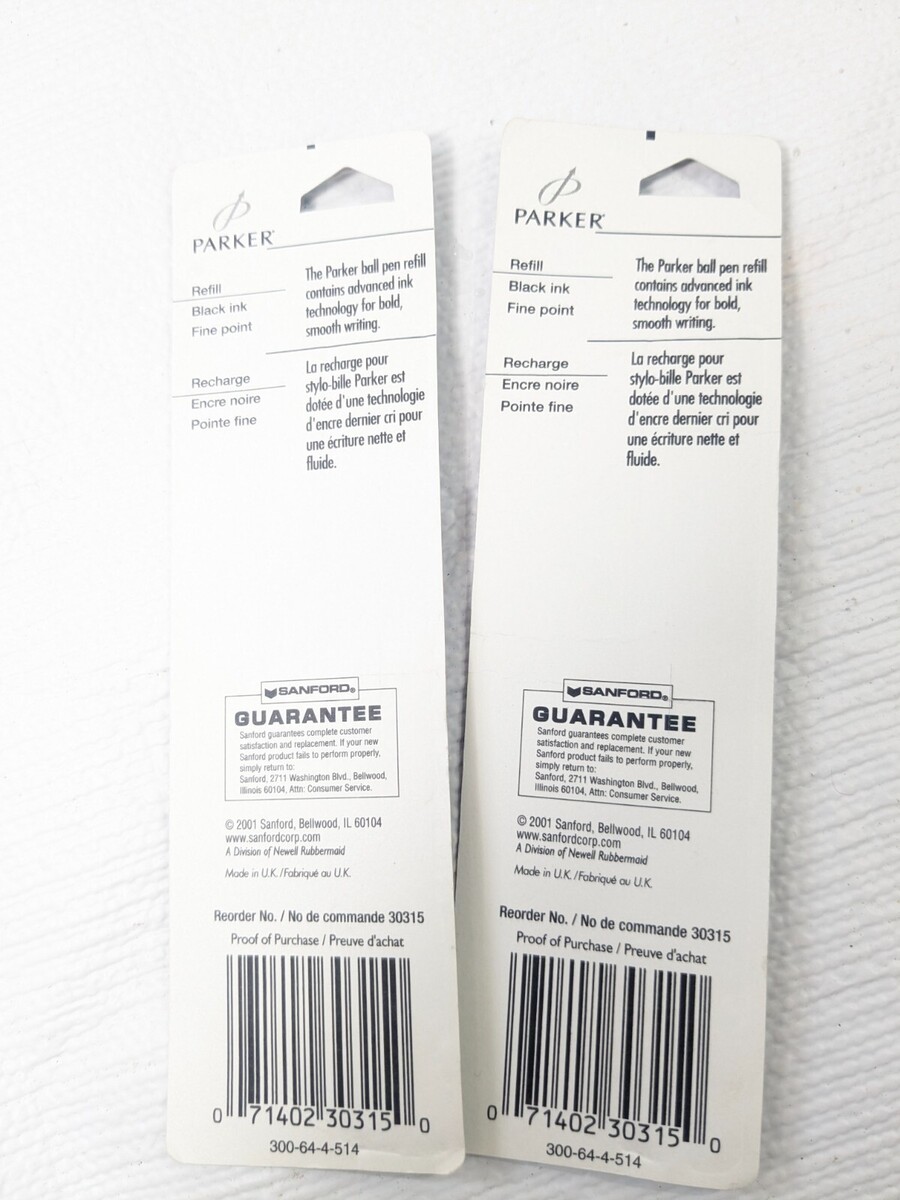 PARKER
Refill
Black ink
Fine point
The Parker ball pen refill
contains advanced ink
technology for bold,
smooth writing.
Recharge
Encre noire
Pointe fine
La recharge pour
stylo-bille Parker est
dotée d'une technologie
d'encre dernier cri pour
une écriture nette et
fluide.
SANFORD®
GUARANTEE
Sanford guarantees complete customer
satisfaction and replacement. If your new
Sanford product fails to perform properly,
simply return to:
Sanford, 2711 Washington Blvd., Bellwood,
Illinois 60104, Attn: Consumer Service.
© 2001 Sanford, Bellwood, IL 60104
www.sanfordcorp.com
A Division of Newell Rubbermaid
Made in U.K./Fabriqué au U.K.
Reorder No. / No de commande 30315
Proof of Purchase / Preuve d'achat
0 71402 30315 0
300-64-4-514
PARKER
Refill
Black ink
Fine point
The Parker ball pen refill
contains advanced ink
technology for bold,
smooth writing.
Recharge
Encre noire
Pointe fine
La recharge pour
stylo-bille Parker est
dotée d'une technologie
d'encre dernier cri pour
une écriture nette et
fluide.
SANFORD®
GUARANTEE
Sanford guarantees complete customer
satisfaction and replacement. If your new
Sanford product fails to perform properly,
simply return to:
Sanford, 2711 Washington Blvd., Bellwood,
Illinois 60104, Attn: Consumer Service.
© 2001 Sanford, Bellwood, IL 60104
www.sanfordcorp.com
A Division of Newell Rubbermaid
Made in U.K./Fabriqué au U.K.
Reorder No. / No de commande 30315
Proof of Purchase / Preuve d'achat
0 71402 30315 0
300-64-4-514